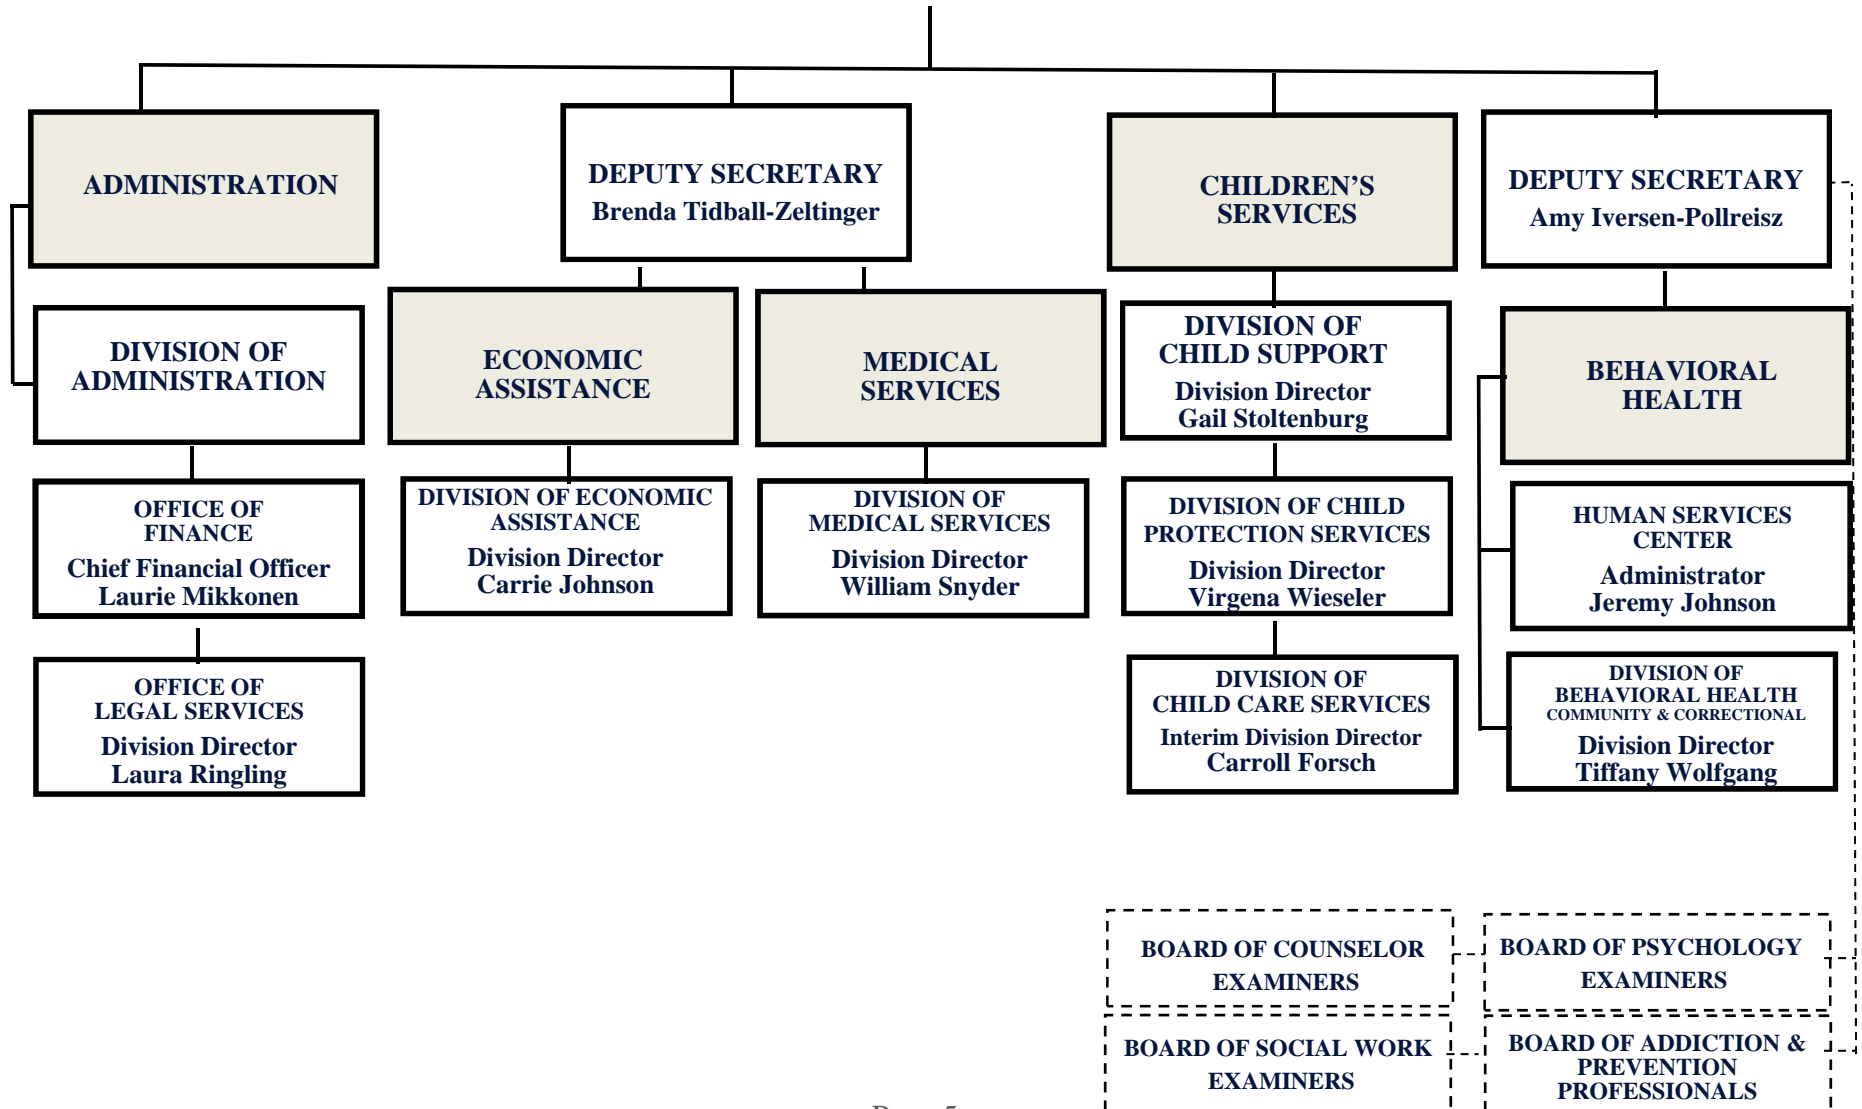 ADMINISTRATION
DEPUTY SECRETARY
Brenda Tidball-Zeltinger
CHILDREN’S
SERVICES
DEPUTY SECRETARY
Amy Iversen-Pollreisz
DIVISION OF
ADMINISTRATION
ECONOMIC
ASSISTANCE
MEDICAL
SERVICES
DIVISION OF
CHILD SUPPORT
Division Director
Gail Stoltenburg
BEHAVIORAL
HEALTH
OFFICE OF
FINANCE
Chief Financial Officer
Laurie Mikkonen
DIVISION OF ECONOMIC
ASSISTANCE
Division Director
Carrie Johnson
DIVISION OF
MEDICAL SERVICES
Division Director
William Snyder
DIVISION OF CHILD
PROTECTION SERVICES
Division Director
Virgena Wieseler
HUMAN SERVICES
CENTER
Administrator
Jeremy Johnson
OFFICE OF
LEGAL SERVICES
Division Director
Laura Ringling
DIVISION OF
CHILD CARE SERVICES
Interim Division Director
Carroll Forsch
DIVISION OF
BEHAVIORAL HEALTH
COMMUNITY & CORRECTIONAL
Division Director
Tiffany Wolfgang
BOARD OF COUNSELOR
EXAMINERS
BOARD OF PSYCHOLOGY
EXAMINERS
BOARD OF SOCIAL WORK
EXAMINERS
BOARD OF ADDICTION &
PREVENTION
PROFESSIONALS